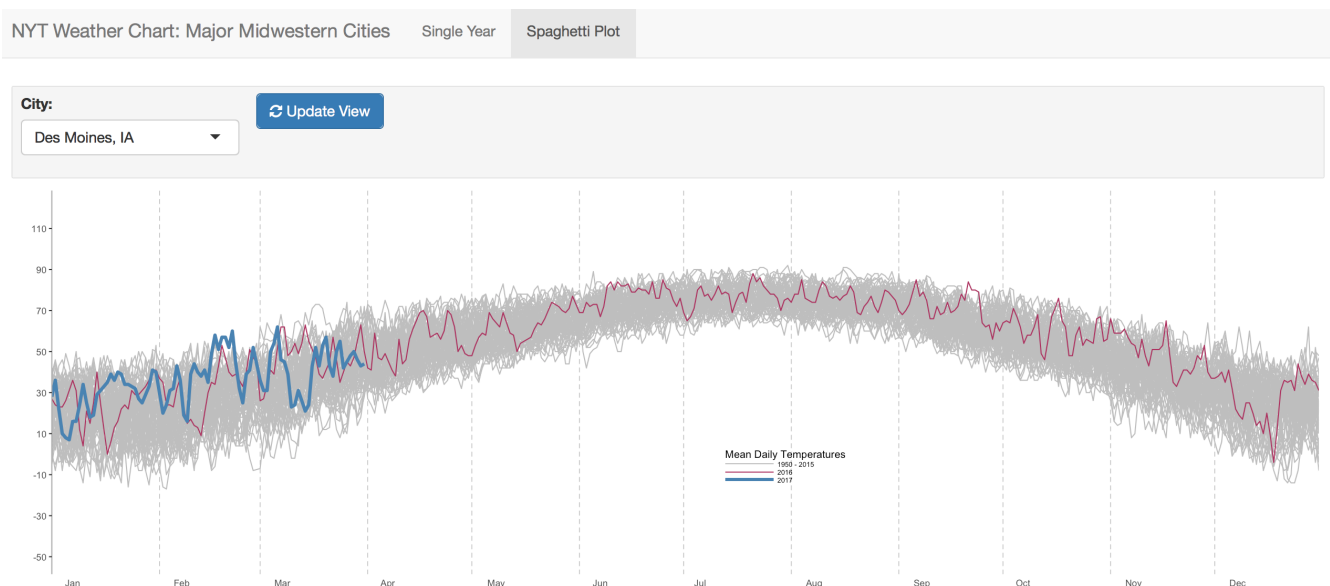 NYT Weather Chart: Major Midwestern Cities Single Year Spaghetti Plot
City:
Update View
Des Moines, IA
110
90
70
50
30
10
-10
-30
-50
Mean Daily Temperatures
1950 - 2015
2016
2017
Jan Feb Mar Apr May Jun Jul Aug Sep Oct Nov Dec